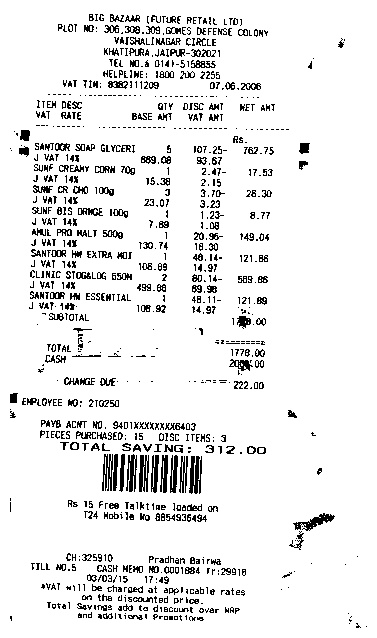 BIG BAZAAR (FUTURE RETAIL LTD)
PLOT NO: 306,308,309,GOMES DEFENSE COLONY
VAISHALINAGAR CIRCLE
KHATIPURA,JAIPUR-302021
TEL NO.& 0141-5158855
HELPLINE: 1800 200 2255
VAT TIN: 8382111209 07.06.2006
ITEM DESC QTY DISC AMT NET AMT
VAT RATE BASE AMT VAT AMT
Rs.
SANTOOR SOAP GLYCERI 5 107.25- 762.75
J VAT 14% 669.08 93.67
SUNF CREAMY CORN 70g 1 2.47- 17.53
J VAT 14% 15.38 2.15
SUNF CR CHO 100g 3 3.70- 26.30
J VAT 14% 23.07 3.23
SUNF BIS ORNGE 100g 1 1.23- 8.77
J VAT 14% 7.69 1.08
AMUL PRO MALT 500g 1 20.96- 149.04
J VAT 14% 130.74 18.30
SANTOOR HW EXTRA MOI 1 48.14- 121.86
J VAT 14% 106.89 14.97
CLINIC STOG&LOG 650M 2 80.14- 569.86
J VAT 14% 499.88 69.98
SANTOOR HW ESSENTIAL 1 48.11- 121.89
J VAT 14% 106.92 14.97
SUBTOTAL
TOTAL 1778.00
CASH
CHANGE DUE 222.00
EMPLOYEE NO: 2TG250
PAYB ACNT NO. 9401XXXXXXXX6403
PIECES PURCHASED: 15 DISC ITEMS: 3
TOTAL SAVING: 312.00
Rs 15 Free Talktime loaded on
T24 Mobile No 8854935494
CH:325910 Pradhan Bairwa
TILL NO.5 CASH MEMO NO.0001884 Tr:29918
03/03/15 17:49
*VAT will be charged at applicable rates
on the discounted price.
Total Savings add to discount over MRP
and additional Promotions